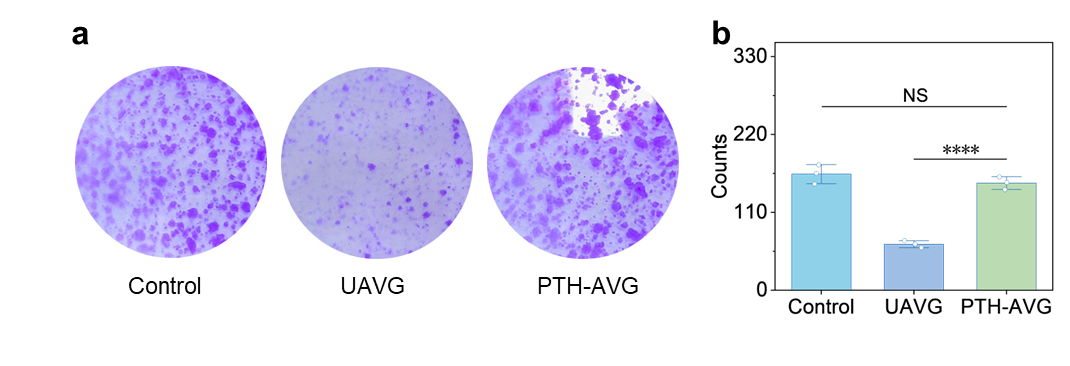 a
Control
UAVG
PTH-AVG
b
Counts
330
220
110
0
NS
****
Control
UAVG
PTH-AVG